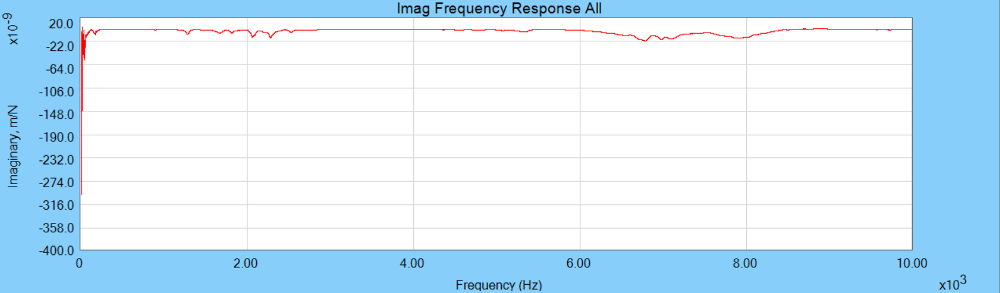 Imag Frequency Response All
x10-9
Imaginary, m/N
20.0
-22.0
-64.0
-106.0
-148.0
-190.0
-232.0
-274.0
-316.0
-358.0
-400.0
0 2.00 4.00 6.00 8.00 10.00
Frequency (Hz)
x103